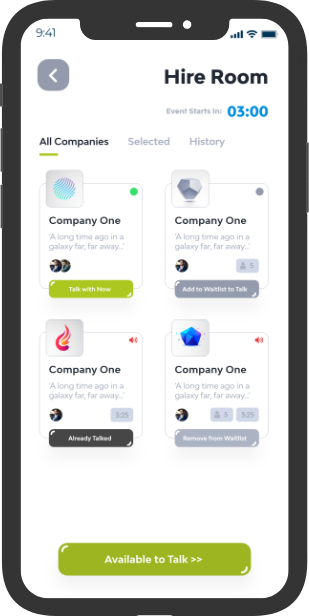 9:41
Hire Room
Event Starts in: 03:00
All Companies Selected History
Company One
'A long time ago in a
galaxy far, far away...'
Talk with Now
Company One
'A long time ago in a
galaxy far, far away...'
5
Add to Waitlist to Talk
Company One
'A long time ago in a
galaxy far, far away...'
3:25
Already Talked
Company One
'A long time ago in a
galaxy far, far away...'
5 3:25
Remove from Waitlist
Available to Talk >>